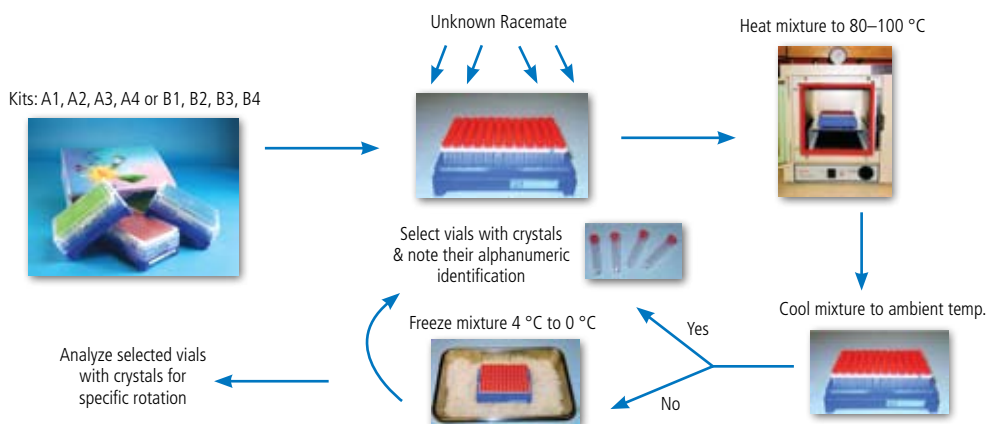 Unknown Racemate
Heat mixture to 80–100 °C
Kits: A1, A2, A3, A4 or B1, B2, B3, B4
Select vials with crystals
& note their alphanumeric
identification
Cool mixture to ambient temp.
Yes
Freeze mixture 4 °C to 0 °C
No
Analyze selected vials
with crystals for
specific rotation